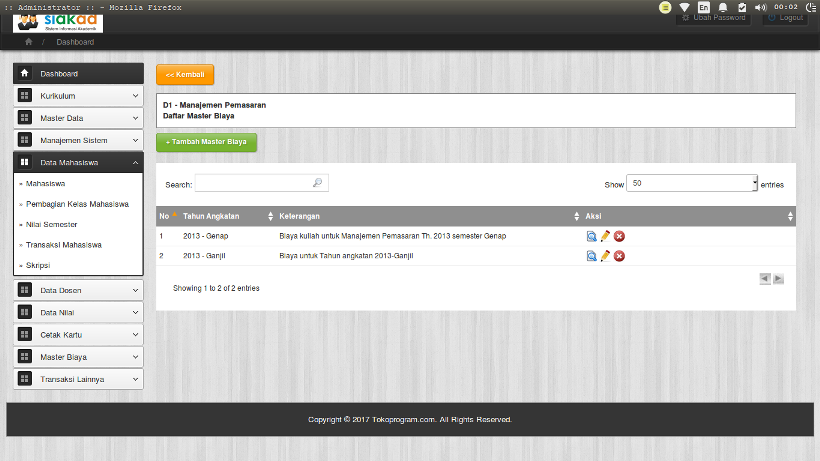 :: Administrator :: - Mozilla Firefox
En
00:02
siakad
Sistem Informasi Akademik
Ubah Password
Logout
/ Dashboard
Dashboard
Kurikulum
Master Data
Manajemen Sistem
Data Mahasiswa
» Mahasiswa
» Pembagian Kelas Mahasiswa
» Nilai Semester
» Transaksi Mahasiswa
» Skripsi
Data Dosen
Data Nilai
Cetak Kartu
Master Biaya
Transaksi Lainnya
<< Kembali
D1 - Manajemen Pemasaran
Daftar Master Biaya
+ Tambah Master Biaya
Search:
Show 50 entries
No Tahun Angkatan Keterangan Aksi
1 2013 - Genap Biaya kuliah untuk Manajemen Pemasaran Th. 2013 semester Genap
2 2013 - Ganjil Biaya untuk Tahun angkatan 2013-Ganjil
Showing 1 to 2 of 2 entries
Copyright © 2017 Tokoprogram.com. All Rights Reserved.